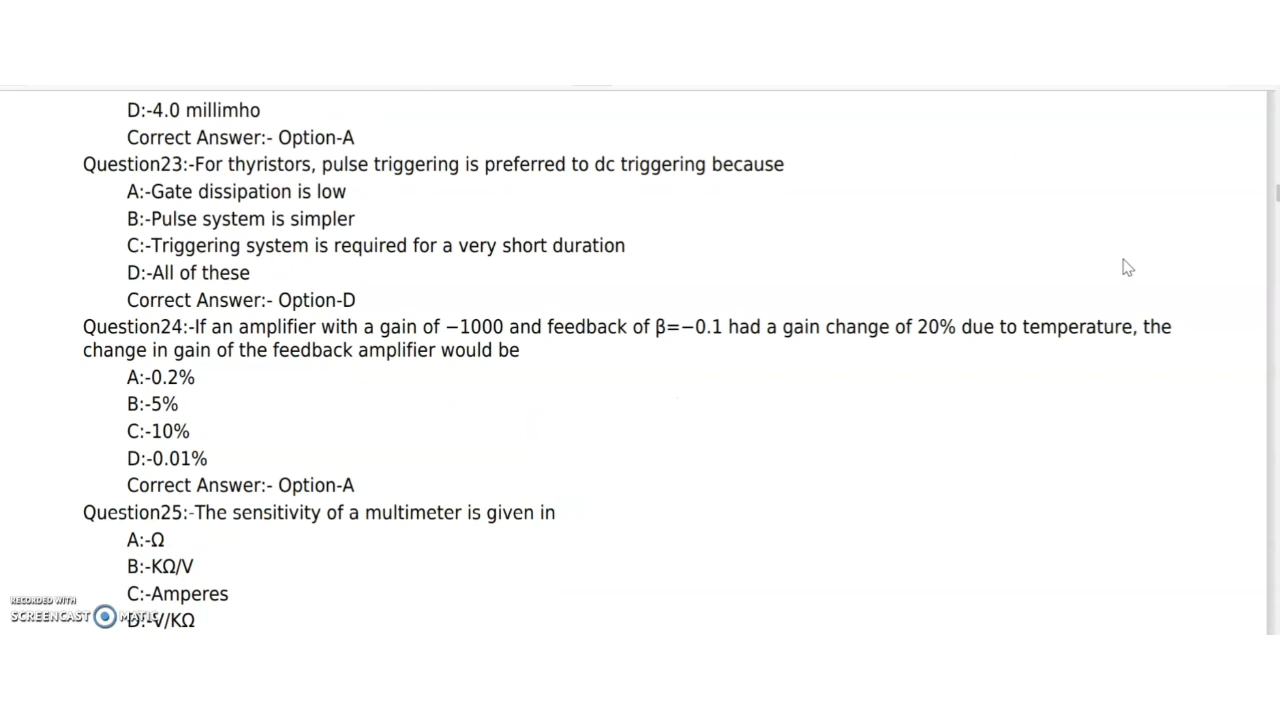 D:-4.0 millimho
Correct Answer:- Option-A
Question23:-For thyristors, pulse triggering is preferred to dc triggering because
A:-Gate dissipation is low
B:-Pulse system is simpler
C:-Triggering system is required for a very short duration
D:-All of these
Correct Answer:- Option-D
Question24:-If an amplifier with a gain of −1000 and feedback of β=−0.1 had a gain change of 20% due to temperature, the
change in gain of the feedback amplifier would be
A:-0.2%
B:-5%
C:-10%
D:-0.01%
Correct Answer:- Option-A
Question25:-The sensitivity of a multimeter is given in
A:-Ω
B:-KΩ/V
C:-Amperes
D:-V/KΩ
RECORDED WITH
SCREENCAST MATIC